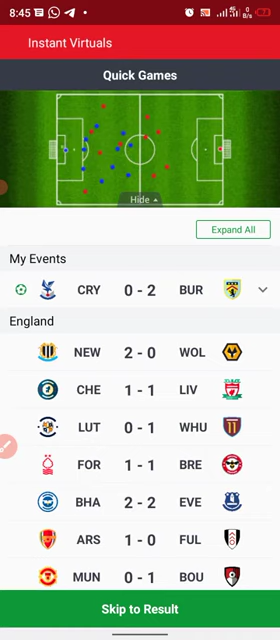 8:45 4G 0 B/s
Instant Virtuals
Quick Games
Hide
Expand All
My Events
CRY 0 - 2 BUR
England
NEW 2 - 0 WOL
CHE 1 - 1 LIV
LUT 0 - 1 WHU
FOR 1 - 1 BRE
BHA 2 - 2 EVE
ARS 1 - 0 FUL
MUN 0 - 1 BOU
Skip to Result